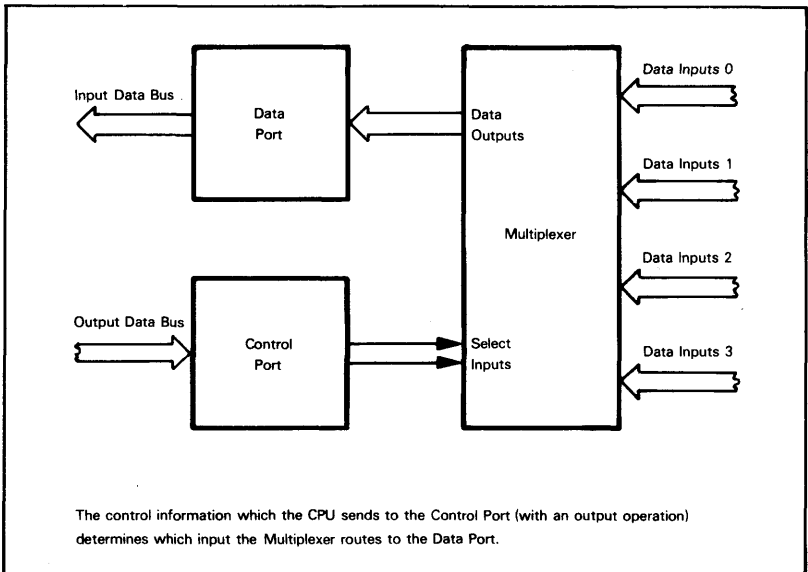 Data Inputs 0
Input Data Bus
Data
Port
Data
Outputs
Data Inputs 1
Multiplexer
Data Inputs 2
Output Data Bus
Control
Port
Select
Inputs
Data Inputs 3
The control information which the CPU sends to the Control Port (with an output operation)
determines which input the Multiplexer routes to the Data Port.